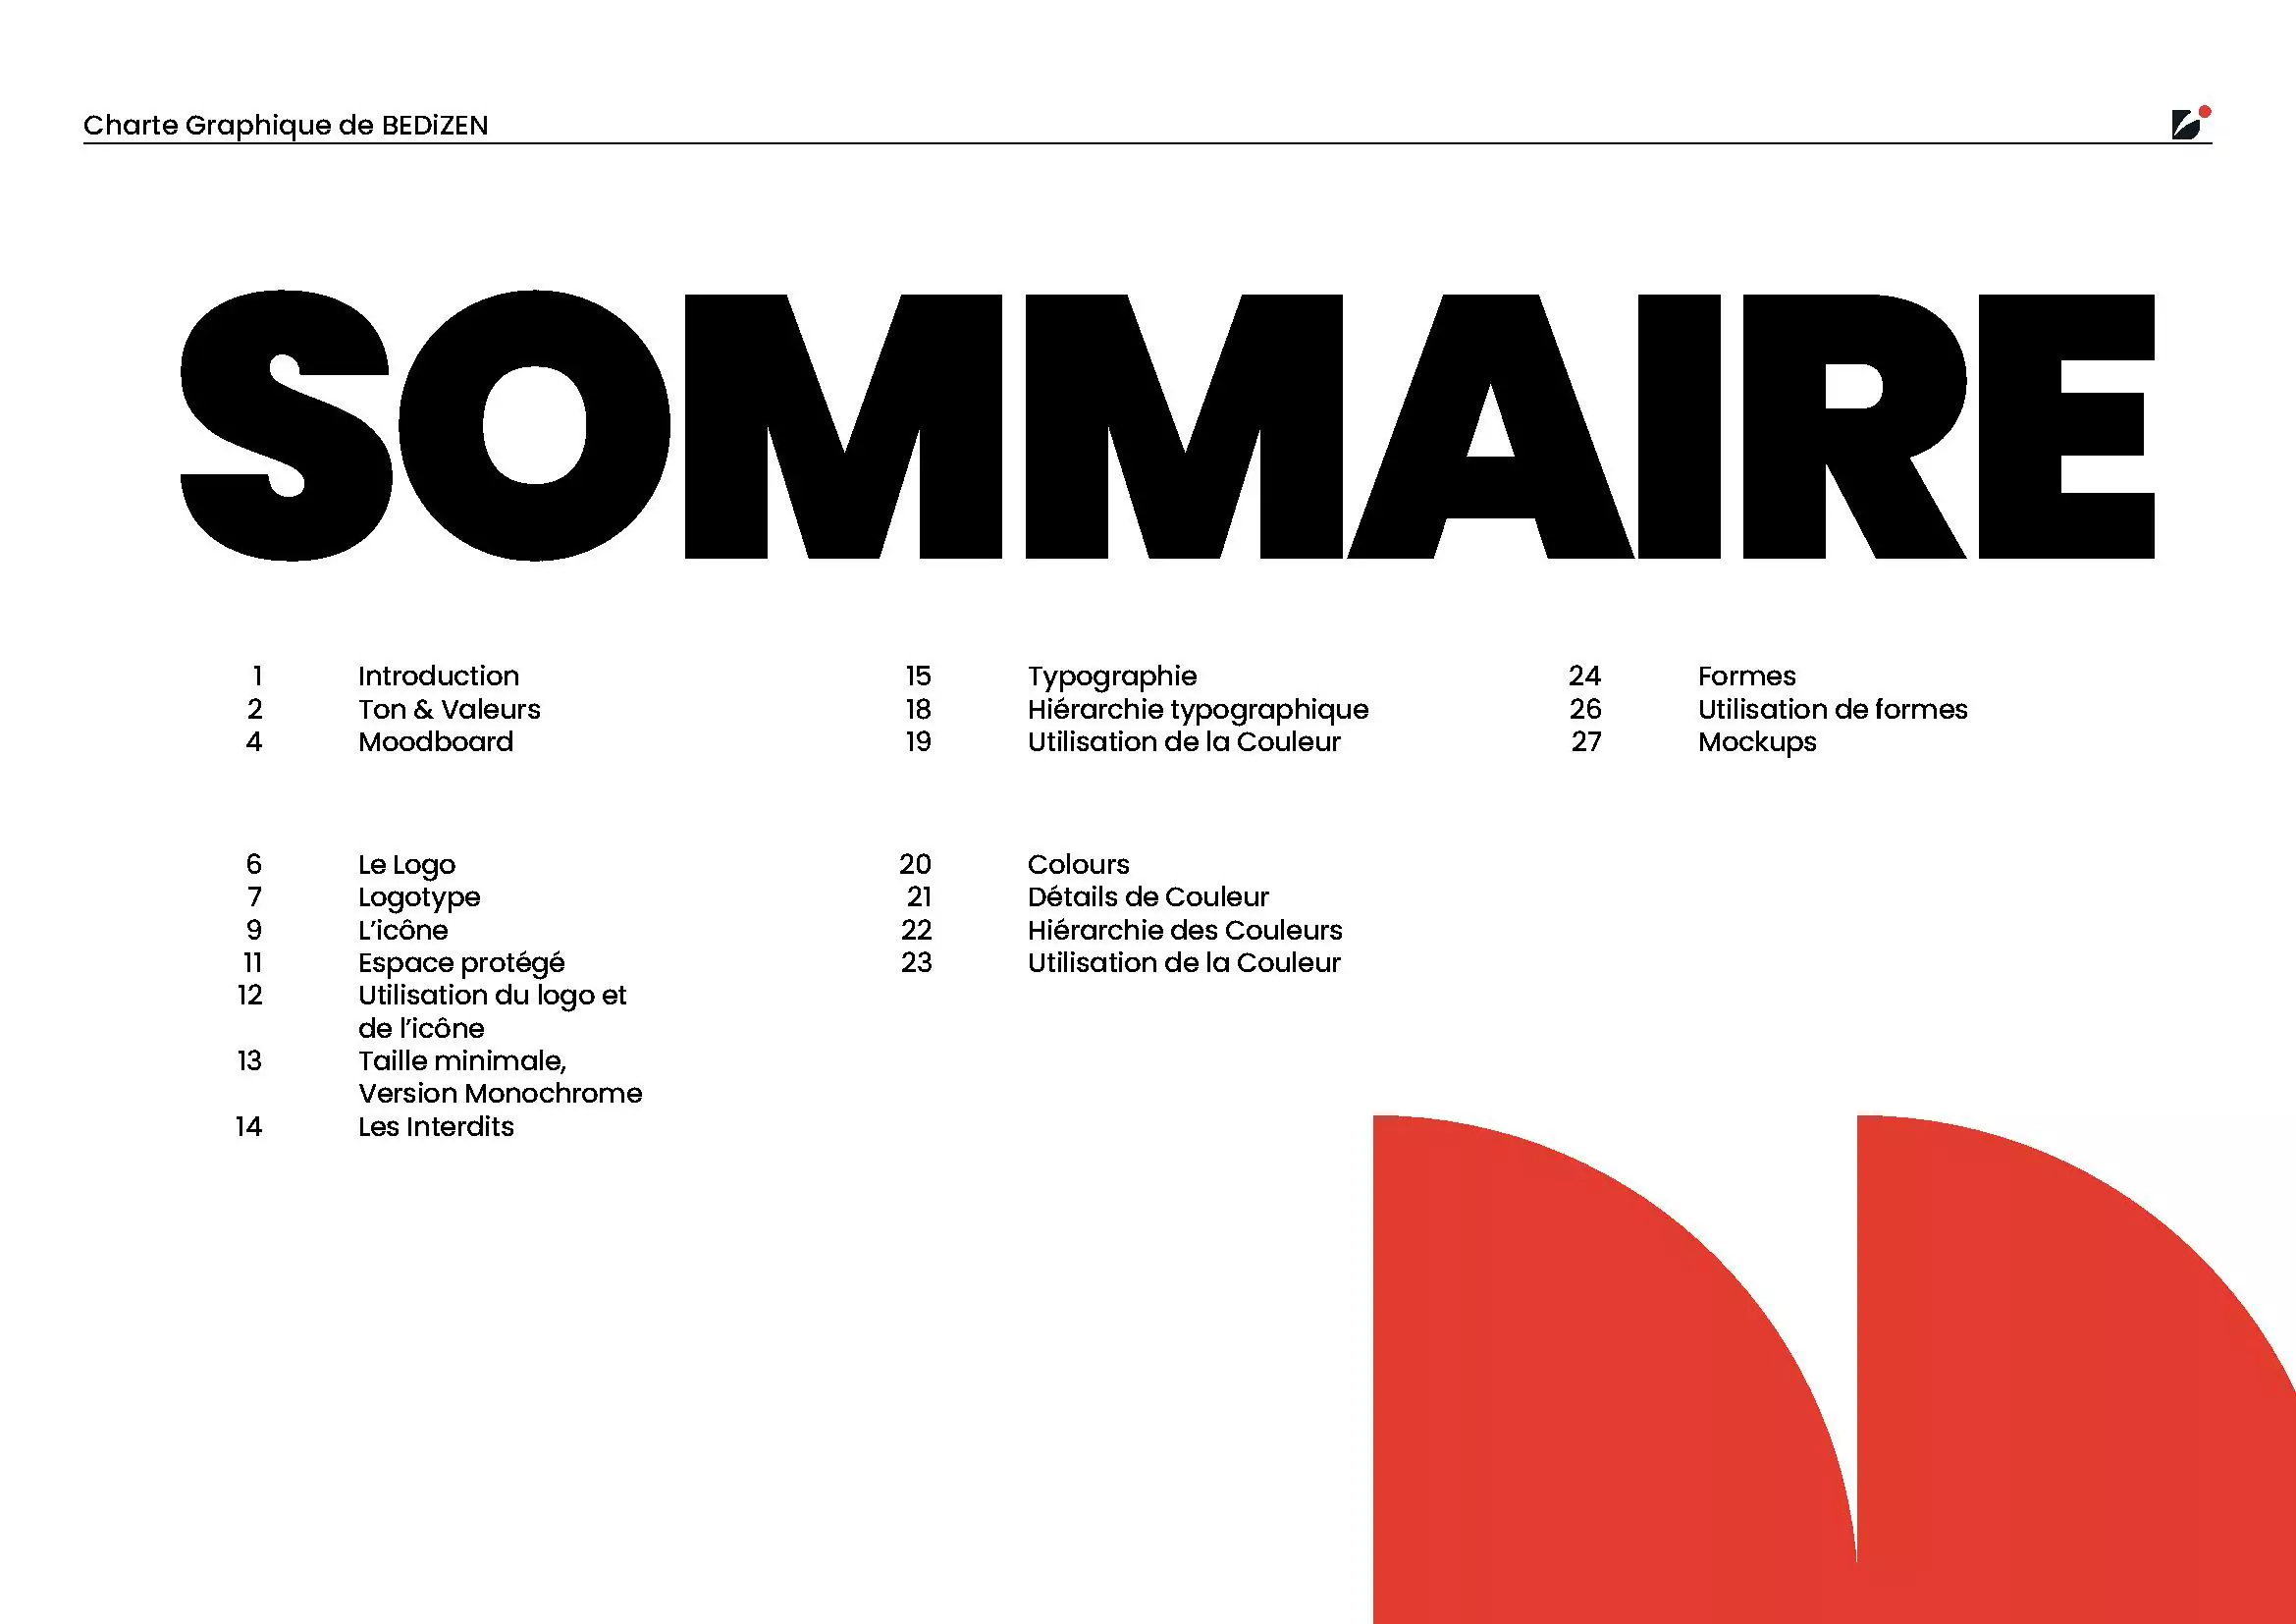 Charte Graphique de BEDiZEN
SOMMAIRE
1 Introduction
2 Ton & Valeurs
4 Moodboard
6 Le Logo
7 Logotype
9 L’icône
11 Espace protégé
12 Utilisation du logo et
de l’icône
13 Taille minimale,
Version Monochrome
14 Les Interdits
15 Typographie
18 Hiérarchie typographique
19 Utilisation de la Couleur
20 Colours
21 Détails de Couleur
22 Hiérarchie des Couleurs
23 Utilisation de la Couleur
24 Formes
26 Utilisation de formes
27 Mockups